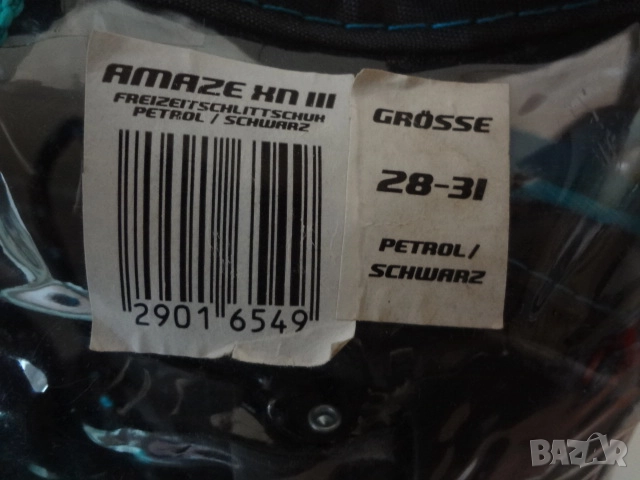 AMAZE XN III
FREIZEITSCHLITTSCHUH
PETROL / SCHWARZ
2901 6549
GRÖSSE
28-31
PETROL/
SCHWARZ
BAZAR